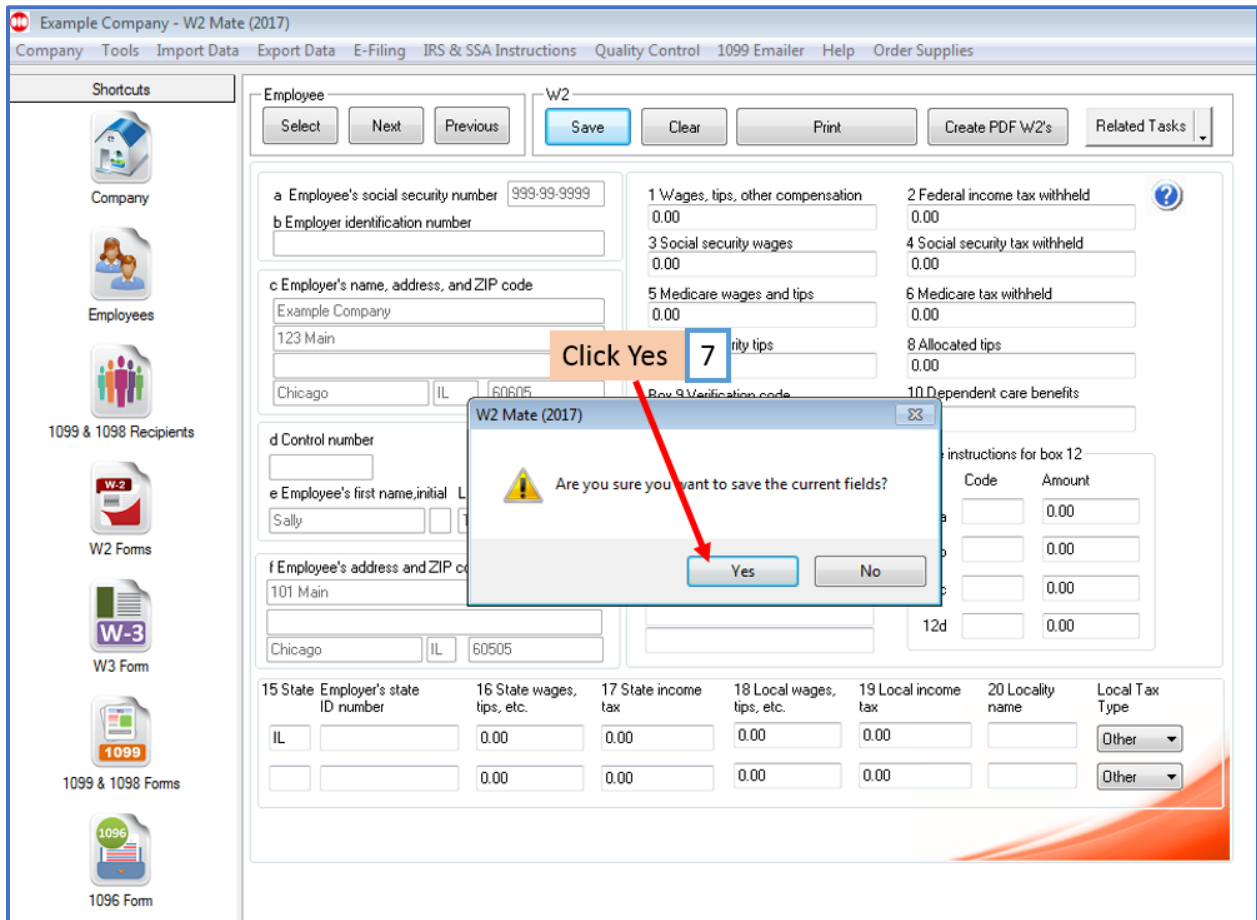 Example Company - W2 Mate (2017)
Company Tools Import Data Export Data E-Filing IRS & SSA Instructions Quality Control 1099 Emailer Help Order Supplies
Shortcuts
Company
Employees
1099 & 1098 Recipients
W-2
W2 Forms
W-3
W3 Form
1099
1099 & 1098 Forms
1096
1096 Form
Employee
Select Next Previous
W2
Save Clear Print Create PDF W2's Related Tasks
a Employee's social security number 999-99-9999
b Employer identification number
c Employer's name, address, and ZIP code
Example Company
123 Main
Chicago IL 60605
d Control number
e Employee's first name,initial L
Sally
f Employee's address and ZIP
101 Main
Chicago IL 60505
1 Wages, tips, other compensation 2 Federal income tax withheld
0.00 0.00
3 Social security wages 4 Social security tax withheld
0.00 0.00
5 Medicare wages and tips 6 Medicare tax withheld
0.00 0.00
Click Yes 7
tips 8 Allocated tips
0.00
Box 9 Verification code 10 Dependent care benefits
W2 Mate (2017)
Are you sure you want to save the current fields?
Yes No
instructions for box 12
Code Amount
0.00
0.00
0.00
12d 0.00
15 State Employer's state ID number
16 State wages, tips, etc.
17 State income tax
18 Local wages, tips, etc.
19 Local income tax
20 Locality name
Local Tax Type
IL 0.00 0.00 0.00 0.00 Other
0.00 0.00 0.00 0.00 Other